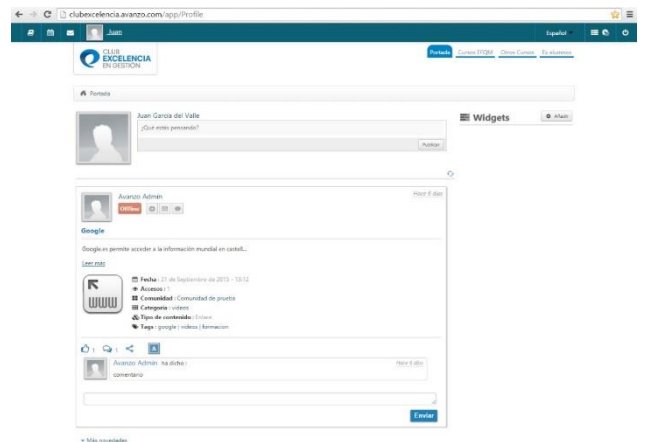 clubexcelencia.avanzo.com/app/Profile
Juan
Español
CLUB
EXCELENCIA
EN GESTIÓN
Portada Cursos EFQM Otros Cursos Ex alumnos
Portada
Juan García del Valle
¿Qué estás pensando?
Publicar
Widgets
Añadir
Avanzo Admin
Hace 8 días
Offline
Google
Google.es permite acceder a la información mundial en castell...
Leer más
WWW
Fecha : 21 de Septiembre de 2015 - 13:12
Accesos : 1
Comunidad : Comunidad de prueba
Categoría : videos
Tipo de contenido : Enlace
Tags : google | videos | formacion
1 1
Avanzo Admin ha dicho :
Hace 8 días
comentario
Enviar
+ Más novedades